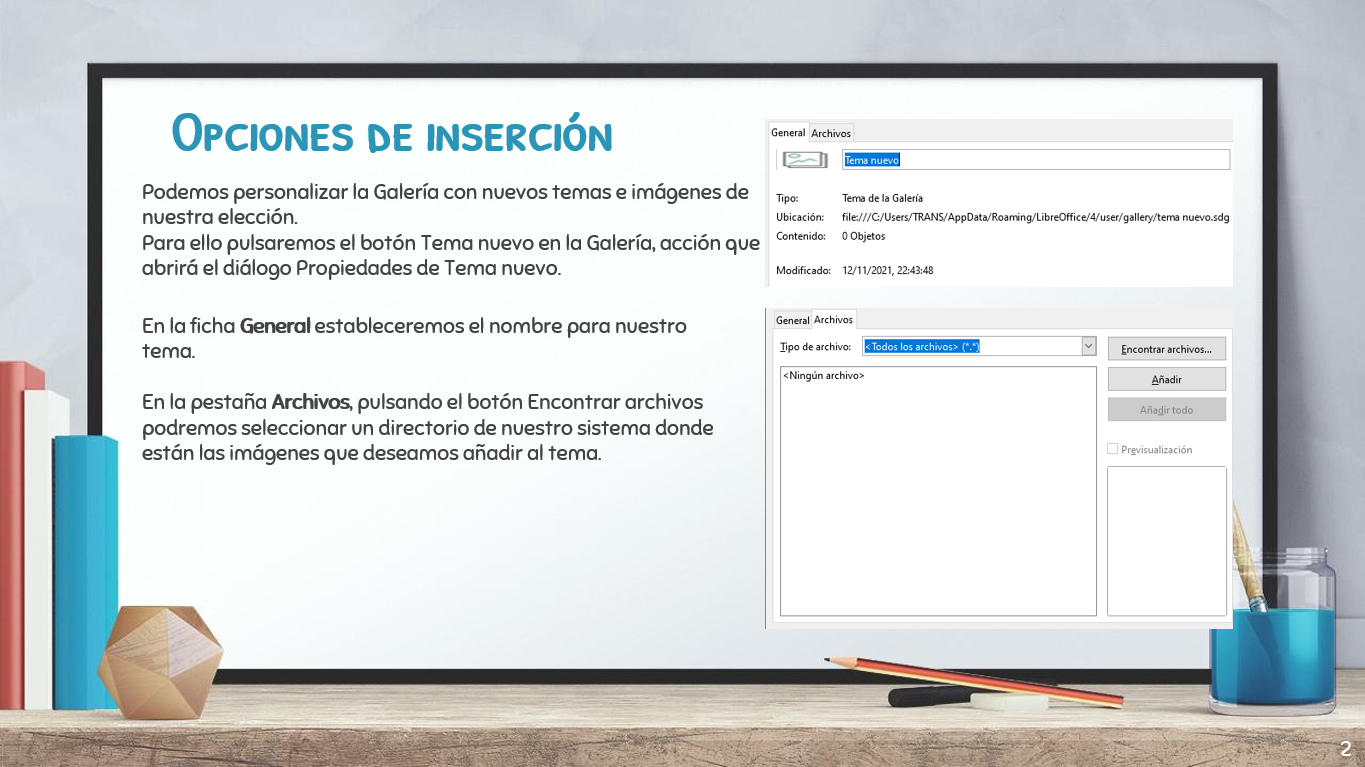 Opciones de inserción
Podemos personalizar la Galería con nuevos temas e imágenes de
nuestra elección.
Para ello pulsaremos el botón Tema nuevo en la Galería, acción que
abrirá el diálogo Propiedades de Tema nuevo.
En la ficha General estableceremos el nombre para nuestro
tema.
En la pestaña Archivos, pulsando el botón Encontrar archivos
podremos seleccionar un directorio de nuestro sistema donde
están las imágenes que deseamos añadir al tema.
General Archivos
Tema nuevo
Tipo: Tema de la Galería
Ubicación: file:///C:/Users/TRANS/AppData/Roaming/LibreOffice/4/user/gallery/tema nuevo.sdg
Contenido: 0 Objetos
Modificado: 12/11/2021, 22:43:48
General Archivos
Tipo de archivo: <Todos los archivos> (*.*)
Encontrar archivos...
<Ningún archivo>
Añadir
Añadir todo
Previsualización
2